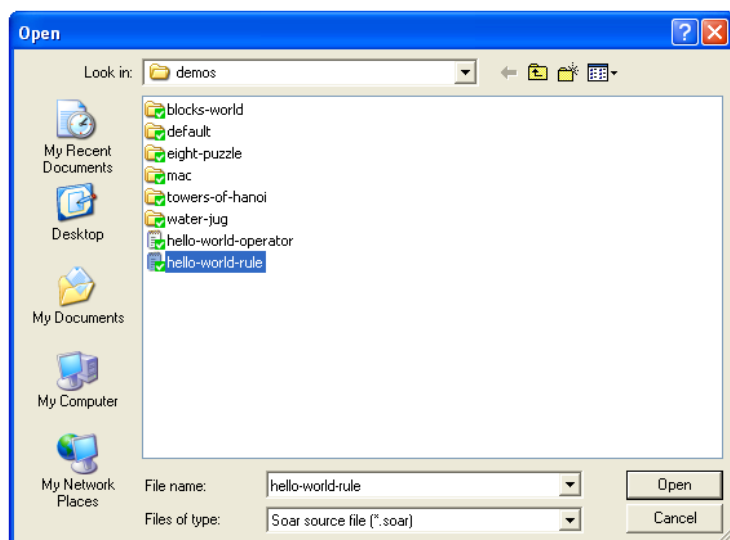 Open
Look in: demos
My Recent
Documents
Desktop
My Documents
My Computer
My Network
Places
blocks-world
default
eight-puzzle
mac
towers-of-hanoi
water-jug
hello-world-operator
hello-world-rule
File name: hello-world-rule Open
Files of type: Soar source file (*.soar) Cancel